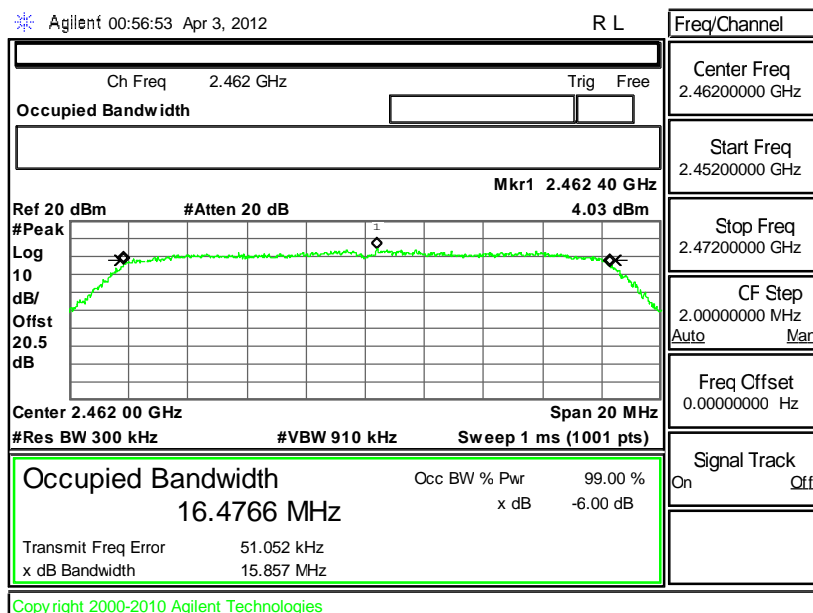 Agilent 00:56:53 Apr 3, 2012 R L
Freq/Channel
Ch Freq 2.462 GHz Trig Free
Occupied Bandwidth
Center Freq
2.46200000 GHz
Start Freq
2.45200000 GHz
Mkr1 2.462 40 GHz
Ref 20 dBm #Atten 20 dB 4.03 dBm
#Peak
Log
10
dB/
Offst
20.5
dB
1
Stop Freq
2.47200000 GHz
CF Step
2.00000000 MHz
Auto Man
Freq Offset
0.00000000 Hz
Center 2.462 00 GHz Span 20 MHz
#Res BW 300 kHz #VBW 910 kHz Sweep 1 ms (1001 pts)
Signal Track
On Off
Occupied Bandwidth Occ BW % Pwr 99.00 %
16.4766 MHz x dB -6.00 dB
Transmit Freq Error 51.052 kHz
x dB Bandwidth 15.857 MHz
Copyright 2000-2010 Agilent Technologies